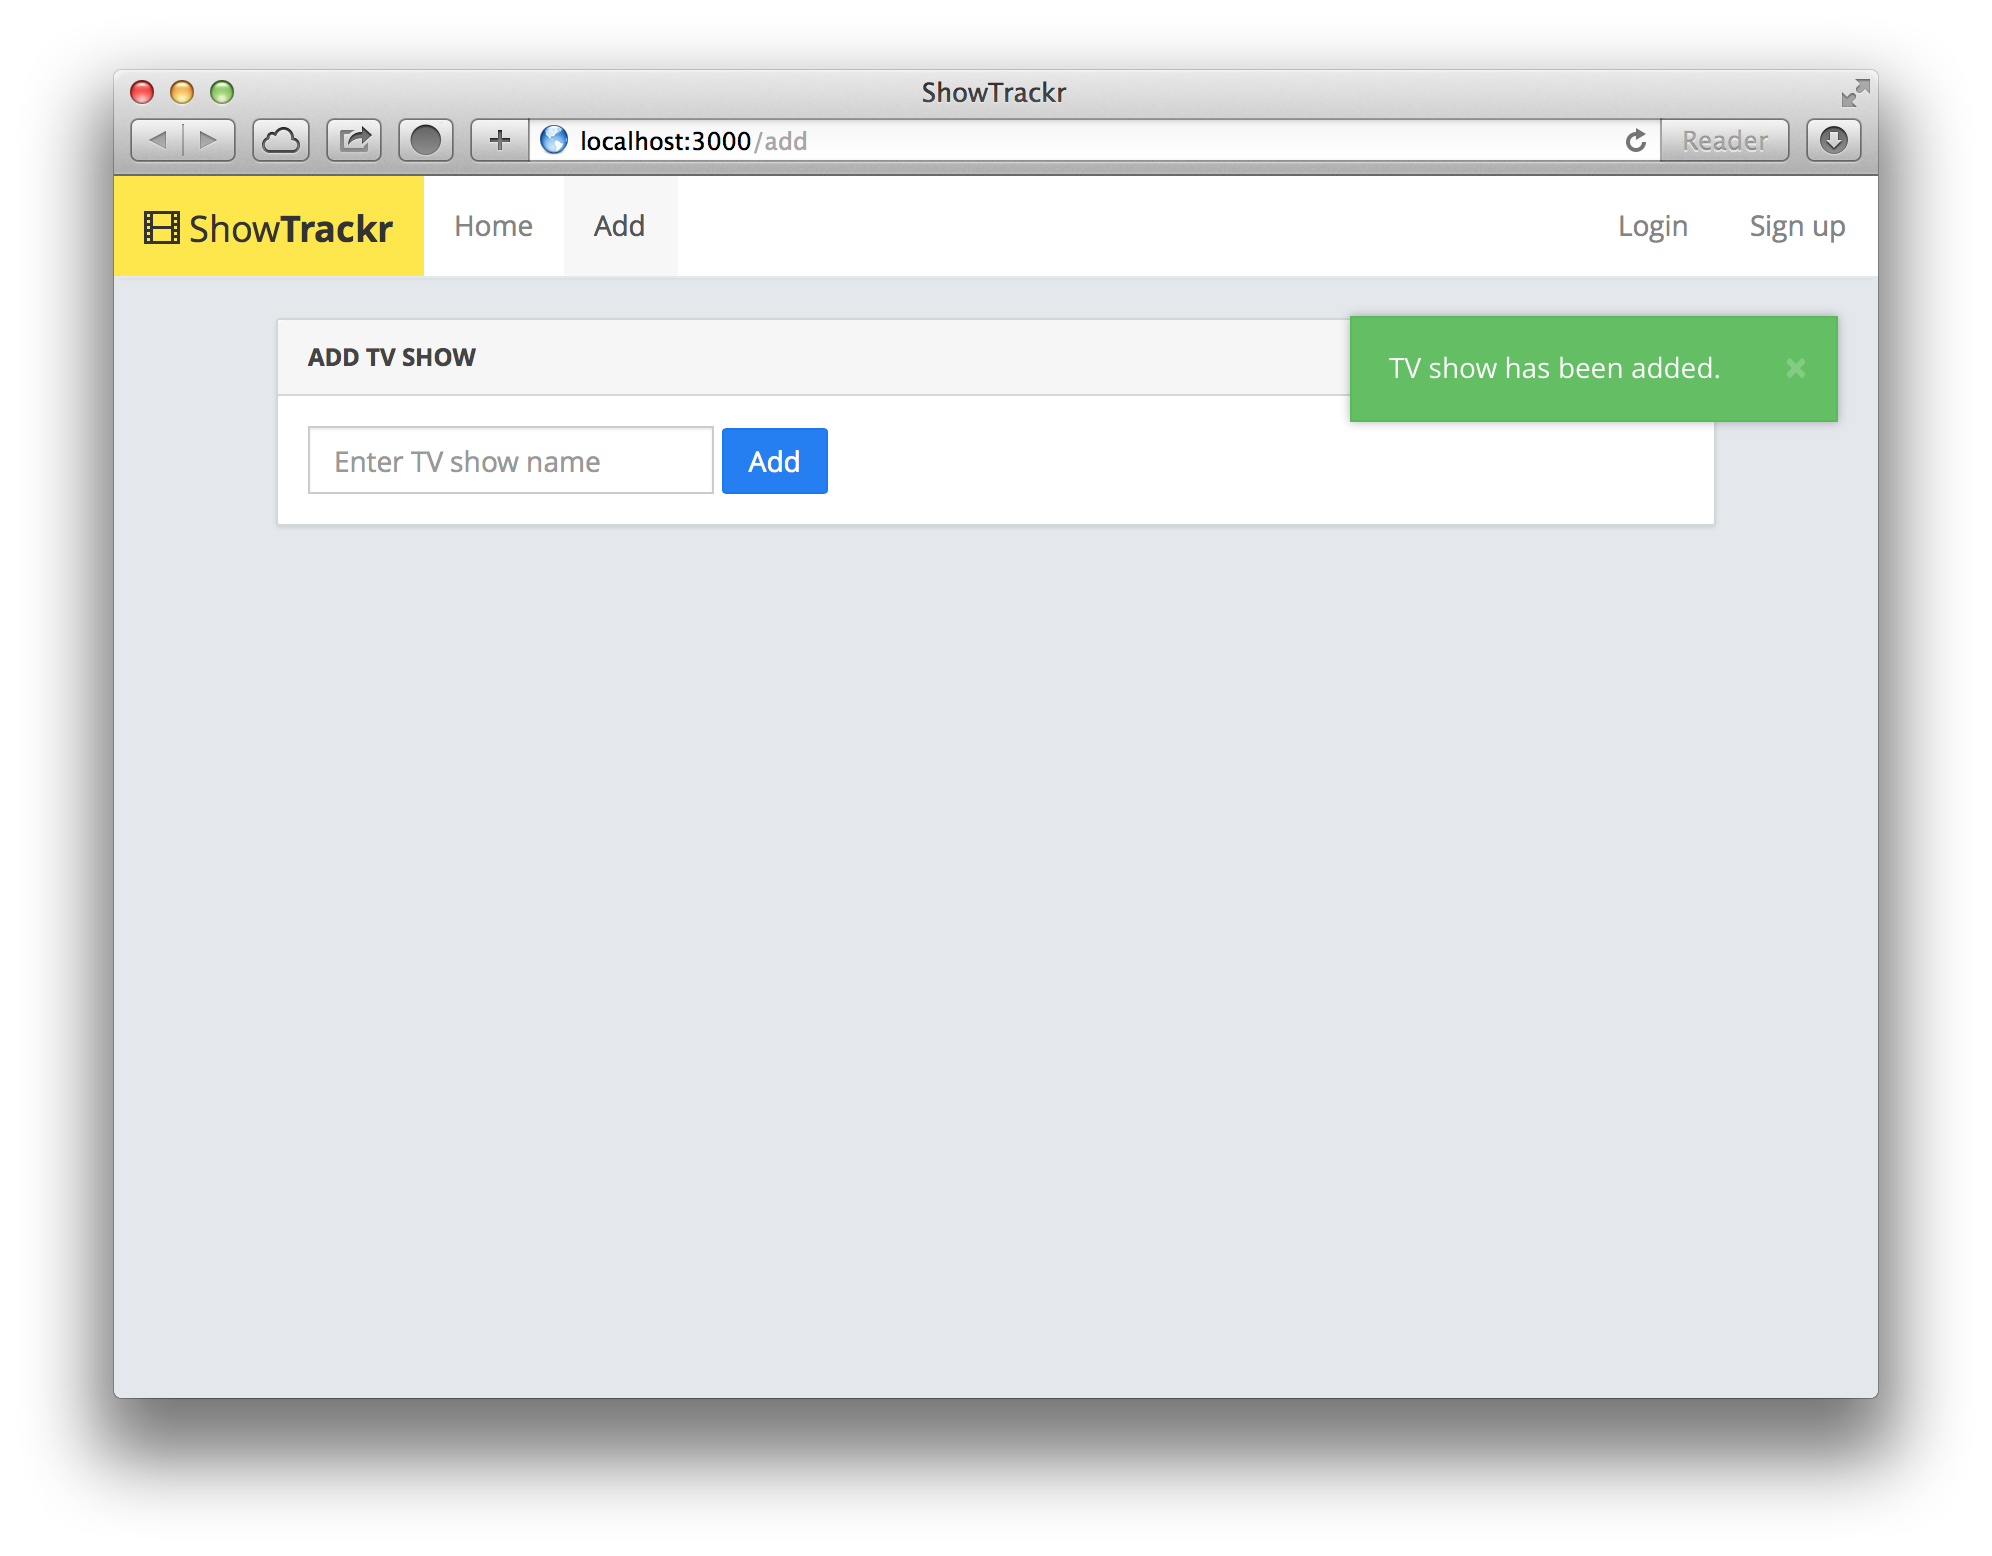 ShowTrackr
localhost:3000/add
Reader
ShowTrackr
Home
Add
Login
Sign up
ADD TV SHOW
TV show has been added.
Enter TV show name
Add